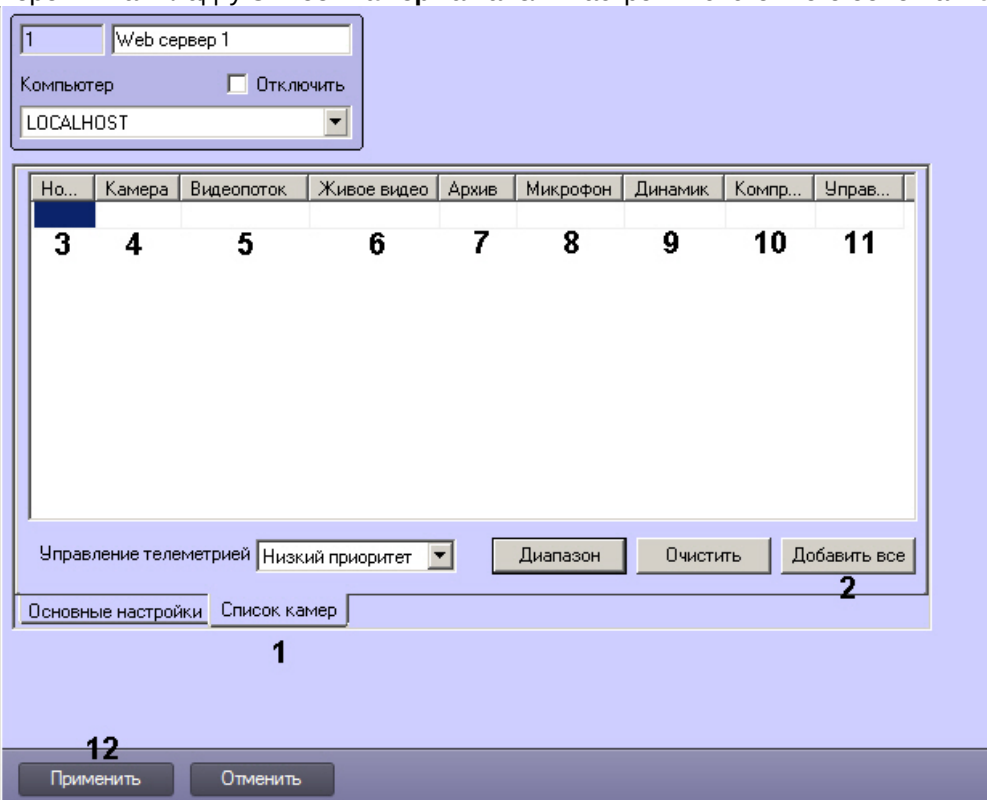 1 Web сервер 1
Компьютер Отключить
LOCALHOST
Но... Камера Видеопоток Живое видео Архив Микрофон Динамик Компр... Управ...
3 4 5 6 7 8 9 10 11
Управление телеметрией Низкий приоритет Диапазон Очистить Добавить все
2
Основные настройки Список камер
1
12
Применить Отменить